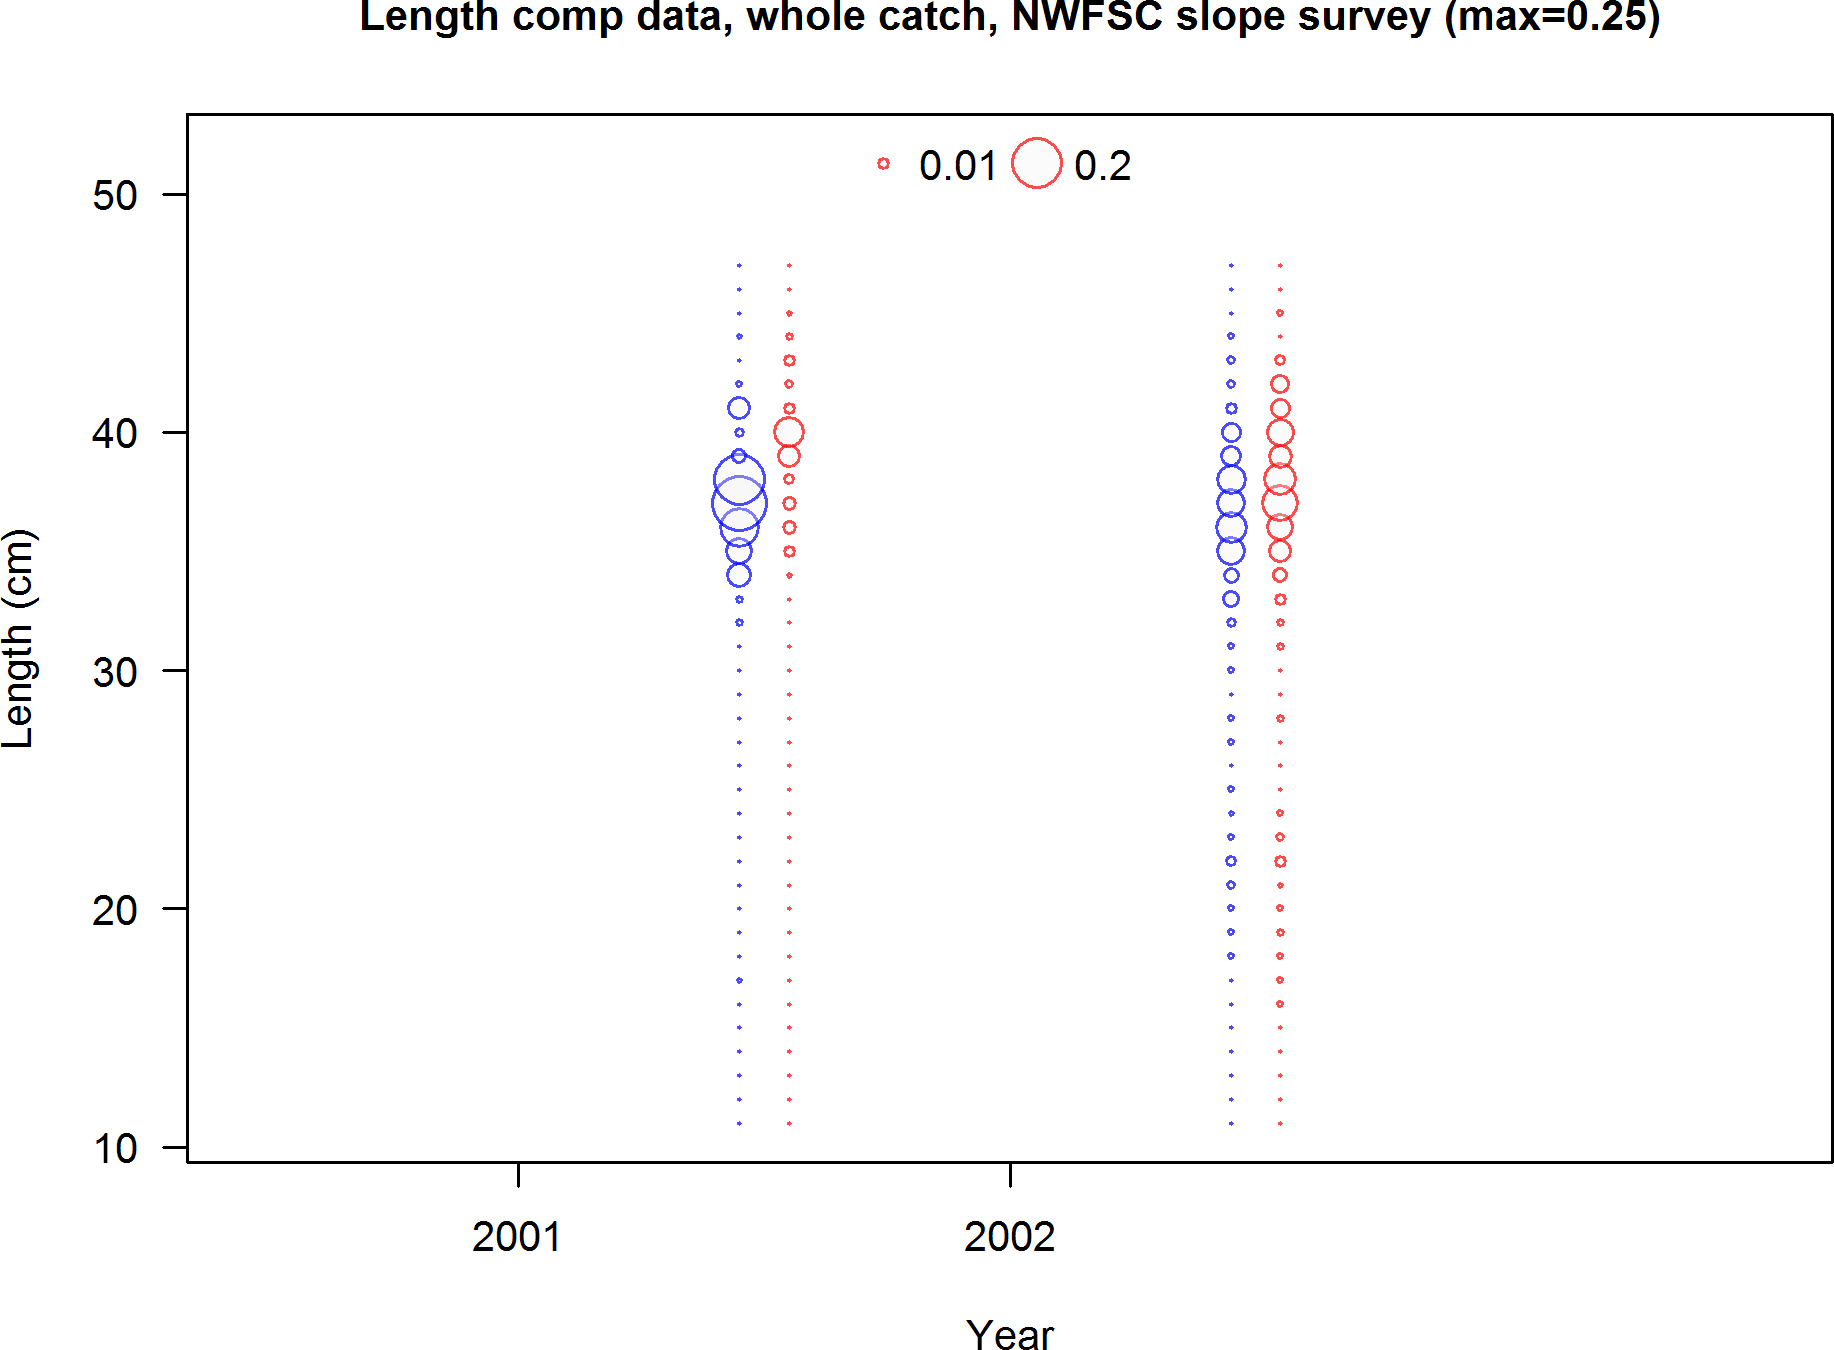 Length comp data, whole catch, NWFSC slope survey (max=0.25)
0.01 0.2
50
40
30
20
10
Length (cm)
2001 2002
Year